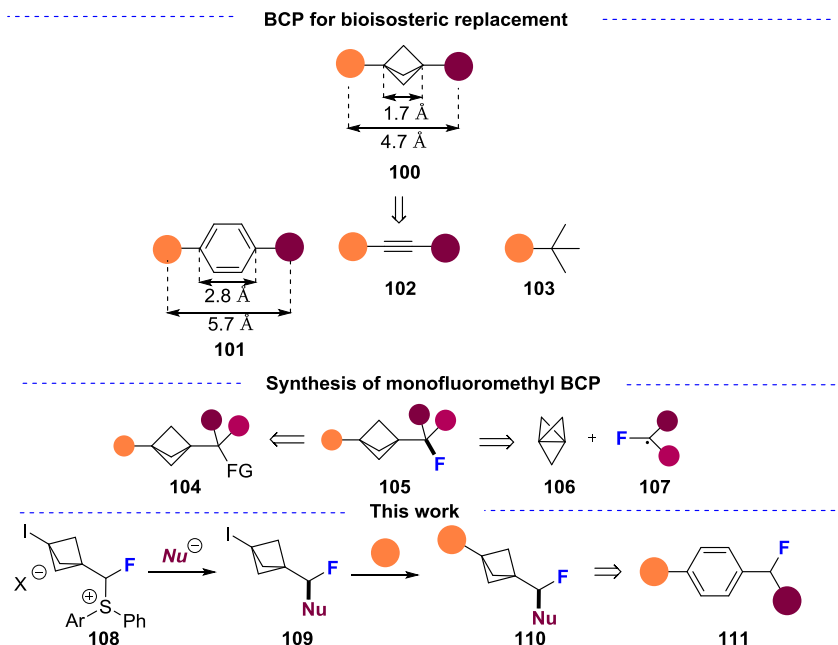 BCP for bioisosteric replacement
1.7 Å
4.7 Å
100
2.8 Å
5.7 Å
101
102
103
Synthesis of monofluoromethyl BCP
FG
104
F
105
106
+
F
107
This work
I
F
X⊖
S⊕
Ar
Ph
108
Nu⊖
I
F
Nu
109
F
Nu
110
F
111